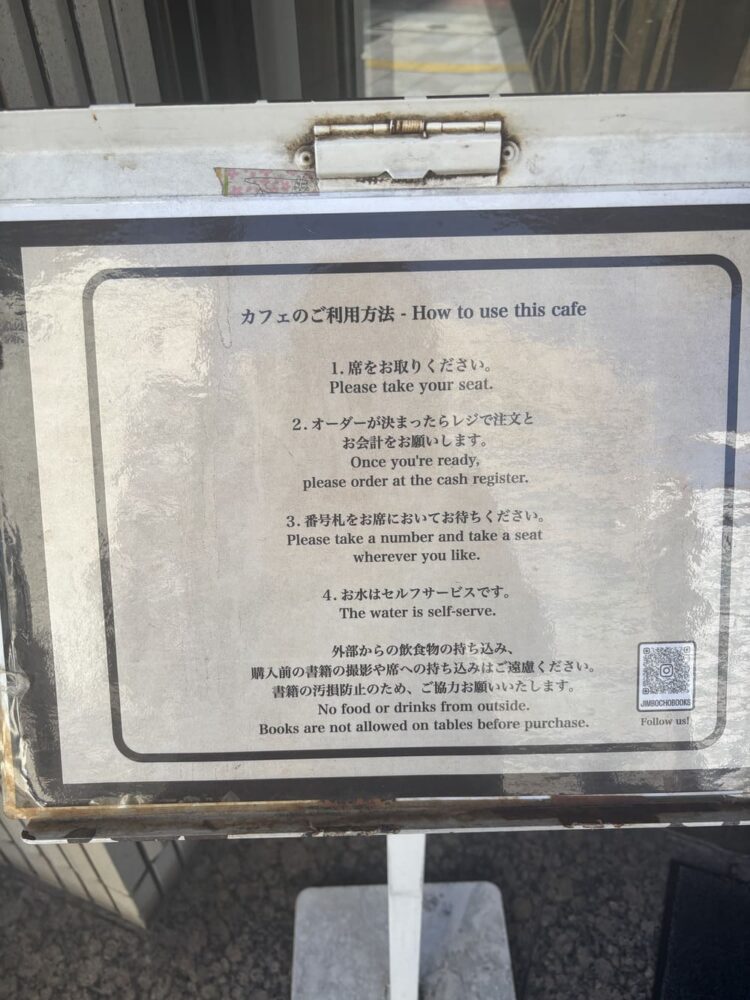 カフェのご利用方法 - How to use this cafe
1. 席をお取りください。
Please take your seat.
2. オーダーが決まったらレジで注文と
お会計をお願いします。
Once you're ready,
please order at the cash register.
3. 番号札をお席においてお待ちください。
Please take a number and take a seat
wherever you like.
4. お水はセルフサービスです。
The water is self-serve.
外部からの飲食物の持ち込み、
購入前の書籍の撮影や席への持ち込みはご遠慮ください。
書籍の汚損防止のため、ご協力お願いいたします。
No food or drinks from outside.
Books are not allowed on tables before purchase.
JIMBOCHOBOOKS
Follow us!